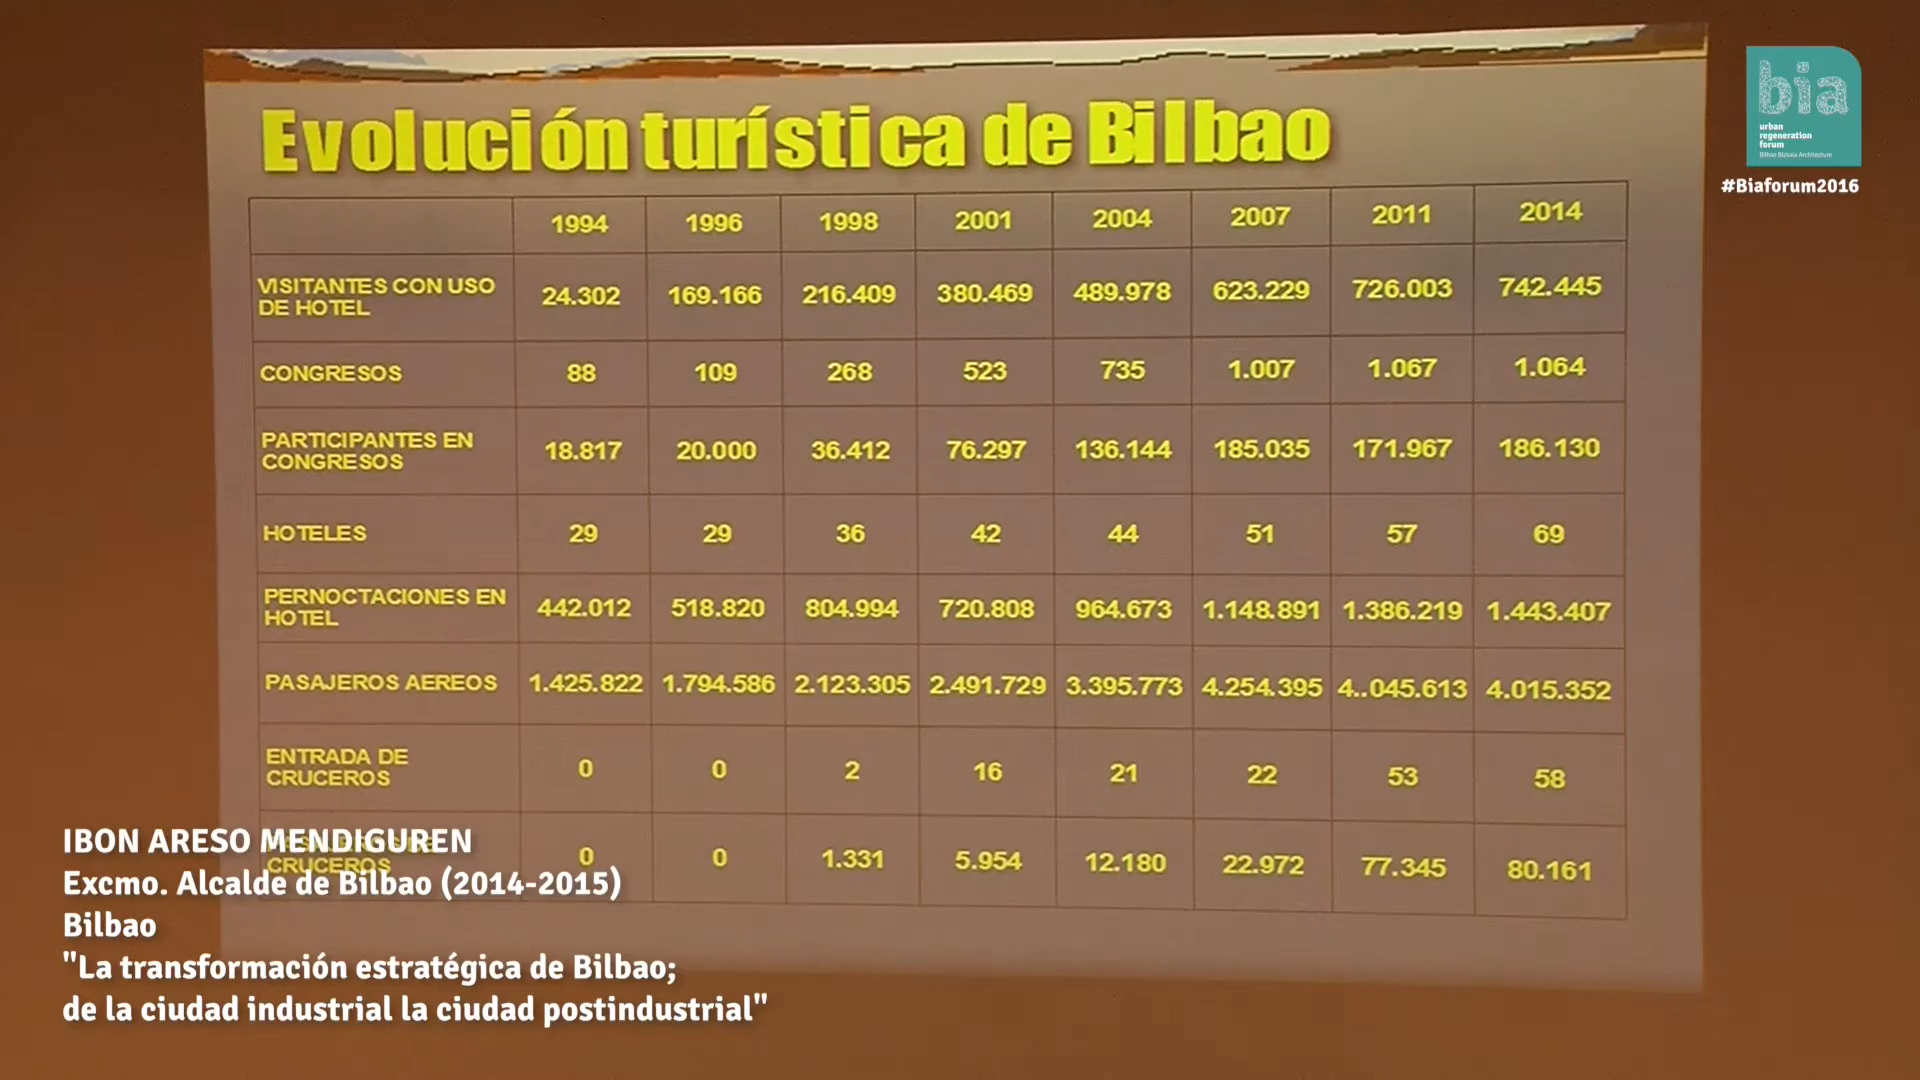 Evolución turística de Bilbao
1994 1996 1998 2001 2004 2007 2011 2014
VISITANTES CON USO
DE HOTEL
24.302 169.166 216.409 380.469 489.978 623.229 726.003 742.445
CONGRESOS 88 109 268 523 735 1.007 1.067 1.064
PARTICIPANTES EN
CONGRESOS
18.817 20.000 36.412 76.297 136.144 185.035 171.967 186.130
HOTELES 29 29 36 42 44 51 57 69
PERNOCTACIONES EN
HOTEL
442.012 518.820 804.994 720.808 964.673 1.148.891 1.386.219 1.443.407
PASAJEROS AEREOS 1.425.822 1.794.586 2.123.305 2.491.729 3.395.773 4.254.395 4..045.613 4.015.352
ENTRADA DE
CRUCEROS
0 0 2 16 21 22 53 58
CRUCEROS
0 0 1.331 5.954 12.180 22.972 77.345 80.161
bia
urban
regeneration
forum
Bilbao Bizkaia Architecture
#Biaforum2016
IBON ARESO MENDIGUREN
Excmo. Alcalde de Bilbao (2014-2015)
Bilbao
"La transformación estratégica de Bilbao;
de la ciudad industrial la ciudad postindustrial"